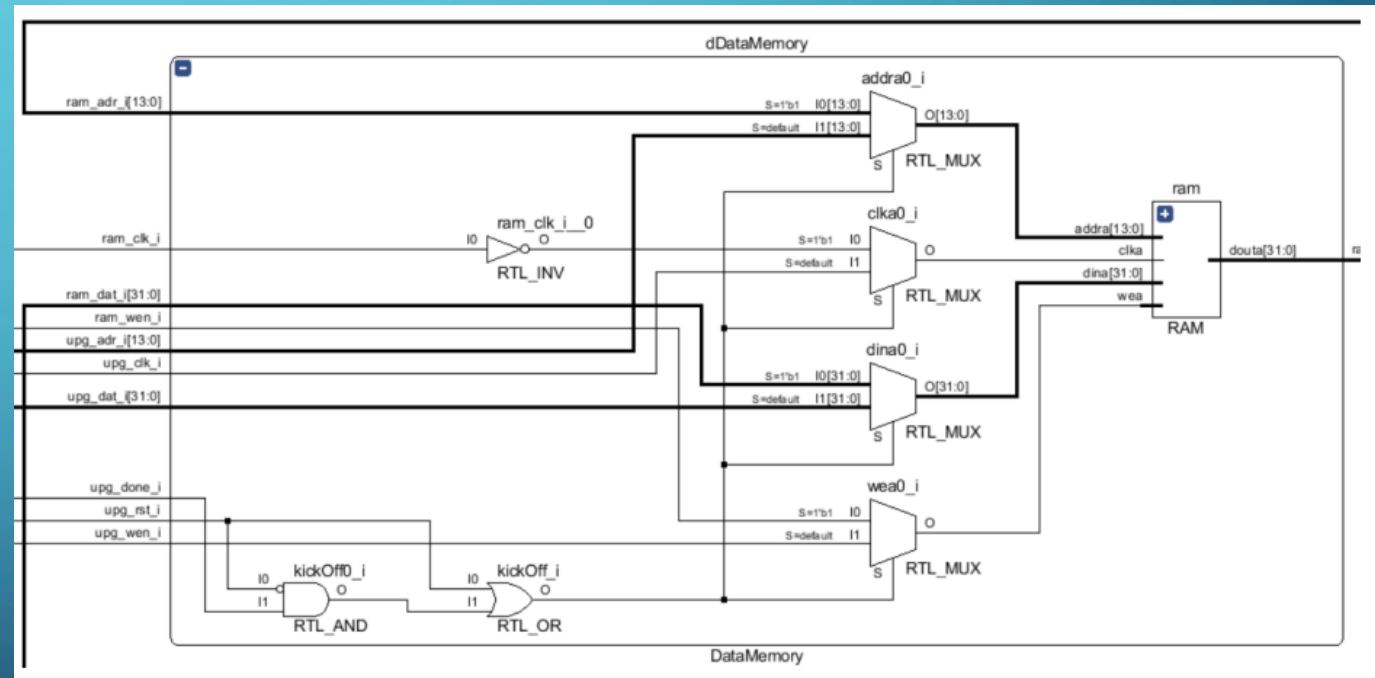 dDataMemory
addra0_i
ram_adr_i[13:0]
S=1'b1 I0[13:0]
O[13:0]
S=default I1[13:0]
S
RTL_MUX
ram
clka0_i
ram_clk_i__0
addra[13:0]
ram_clk_i
I0
O
S=1'b1 I0
O
clka
douta[31:0]
S=default I1
dina[31:0]
RTL_INV
ram_dat_i[31:0]
S
RTL_MUX
wea
ram_wen_i
RAM
upg_adr_i[13:0]
dina0_i
upg_clk_i
S=1'b1 I0[31:0]
O[31:0]
upg_dat_i[31:0]
S=default I1[31:0]
S
RTL_MUX
upg_done_i
wea0_i
upg_rst_i
S=1'b1 I0
O
upg_wen_i
S=default I1
kickOff0_i
kickOff_i
S
RTL_MUX
I0
O
I0
O
I1
I1
RTL_AND
RTL_OR
DataMemory